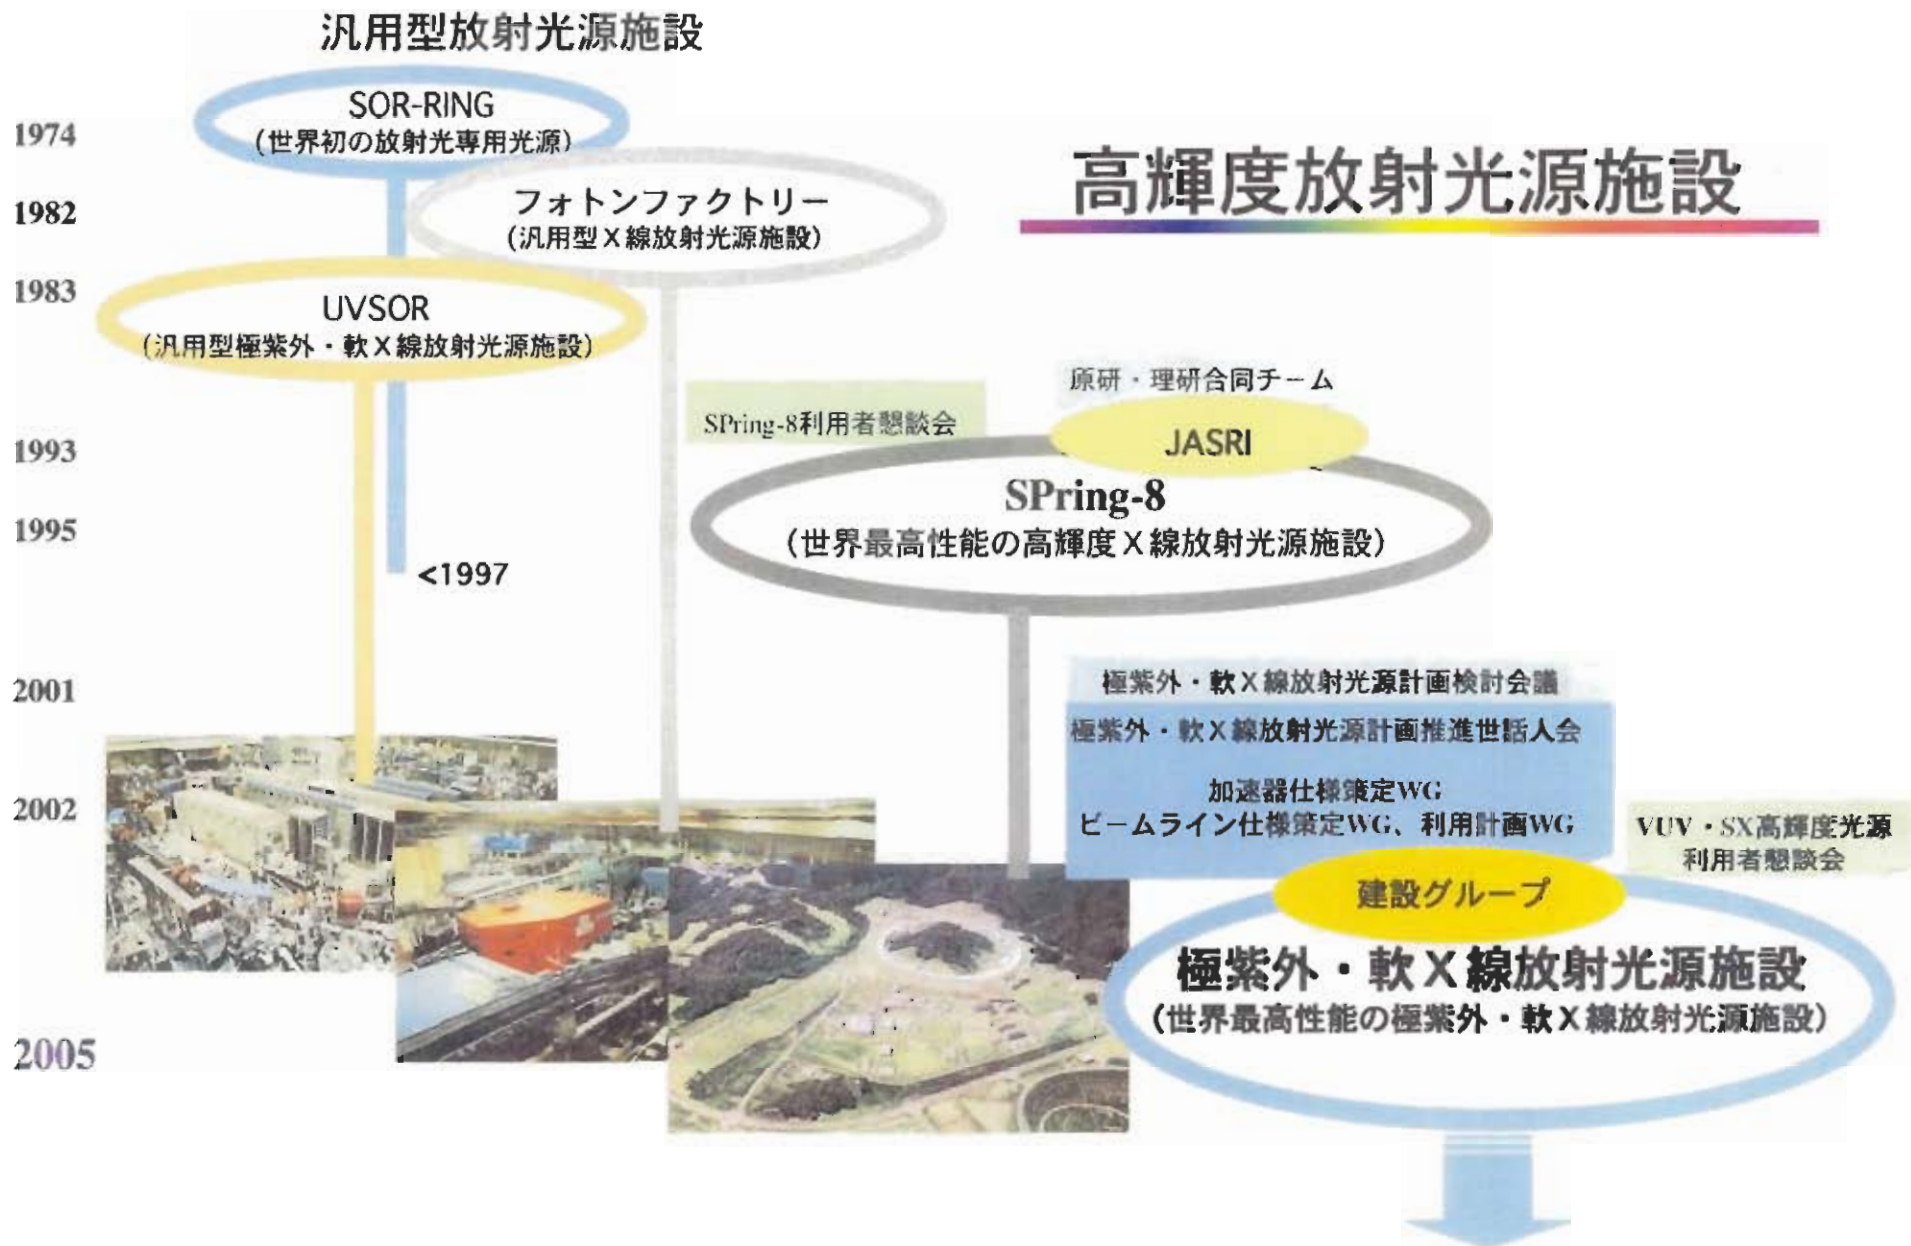 汎用型放射光源施設
1974
SOR-RING
(世界初の放射光専用光源)
高輝度放射光源施設
1982
フォトンファクトリー
(汎用型X線放射光源施設)
1983
UVSOR
(汎用型極紫外・軟X線放射光源施設)
原研・理研合同チーム
SPring-8利用者懇談会
JASRI
1993
SPring-8
1995
(世界最高性能の高輝度X線放射光源施設)
<1997
2001
極紫外・軟X線放射光源計画検討会議
極紫外・軟X線放射光源計画推進世話人会
2002
加速器仕様策定WG
ビームライン仕様策定WG、利用計画WG
VUV・SX高輝度光源
利用者懇談会
建設グループ
極紫外・軟X線放射光源施設
(世界最高性能の極紫外・軟X線放射光源施設)
2005